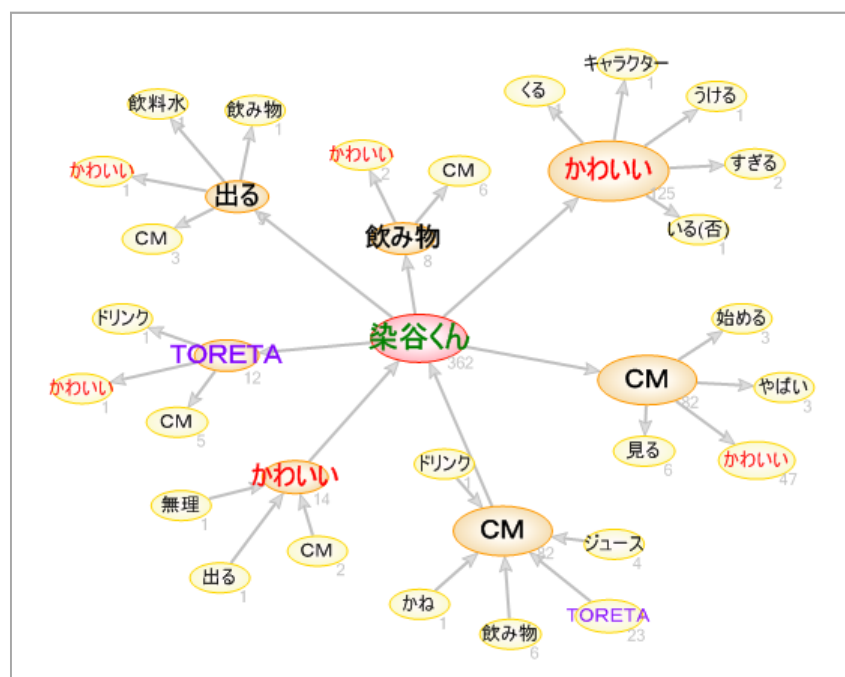 キャラクター
1
くる
1
うける
1
飲料水
飲み物
1
かわいい
125
すぎる
2
かわいい
1
かわいい
2
CM
6
出る
いる(否)
1
CM
3
飲み物
8
ドリンク
1
染谷くん
362
始める
3
TORETA
12
CM
82
やばい
3
かわいい
1
CM
5
見る
6
かわいい
47
かわいい
14
ドリンク
1
無理
1
CM
82
ジュース
4
CM
2
出る
1
かね
1
飲み物
6
TORETA
23